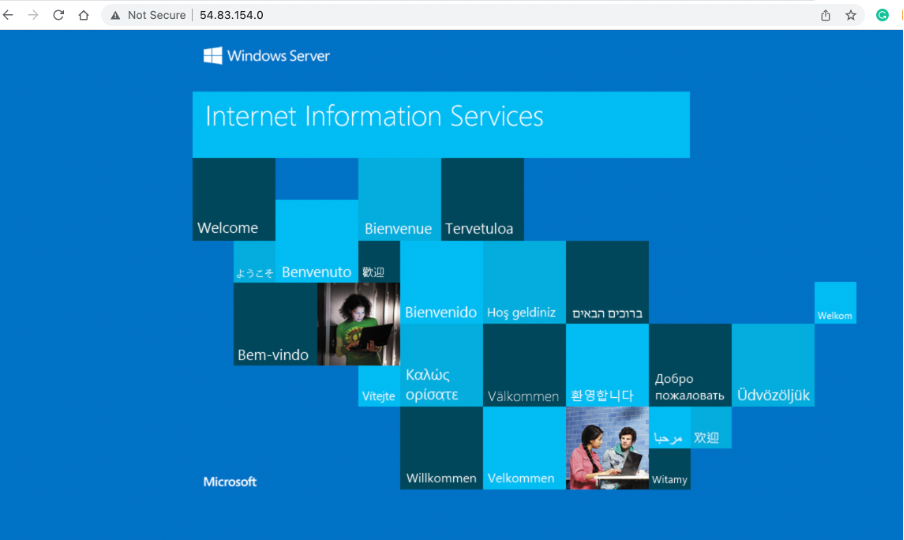 Not Secure | 54.83.154.0
Windows Server
Internet Information Services
Welcome
Bienvenue
Tervetuloa
ようこそ
Benvenuto
歡迎
Bienvenido
Hoş geldiniz
ברוכים הבאים
Welkom
Bem-vindo
Vítejte
Καλώς
ορίσατε
Välkommen
환영합니다
Добро
пожаловать
Üdvözöljük
Willkommen
Velkommen
مرحبا
欢迎
Witamy
Microsoft